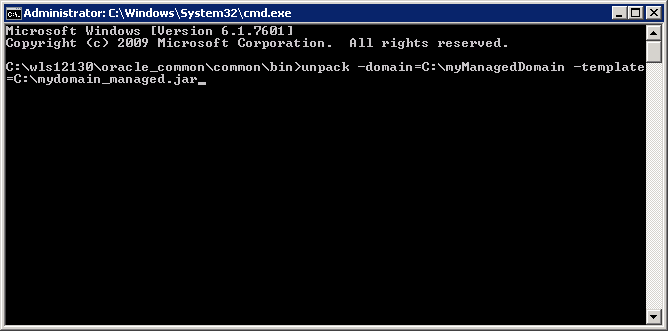 Administrator: C:\Windows\System32\cmd.exe
Microsoft Windows [Version 6.1.7601]
Copyright (c) 2009 Microsoft Corporation.  All rights reserved.
C:\wls12130\oracle_common\common\bin>unpack -domain=C:\myManagedDomain -template
=C:\mydomain_managed.jar_